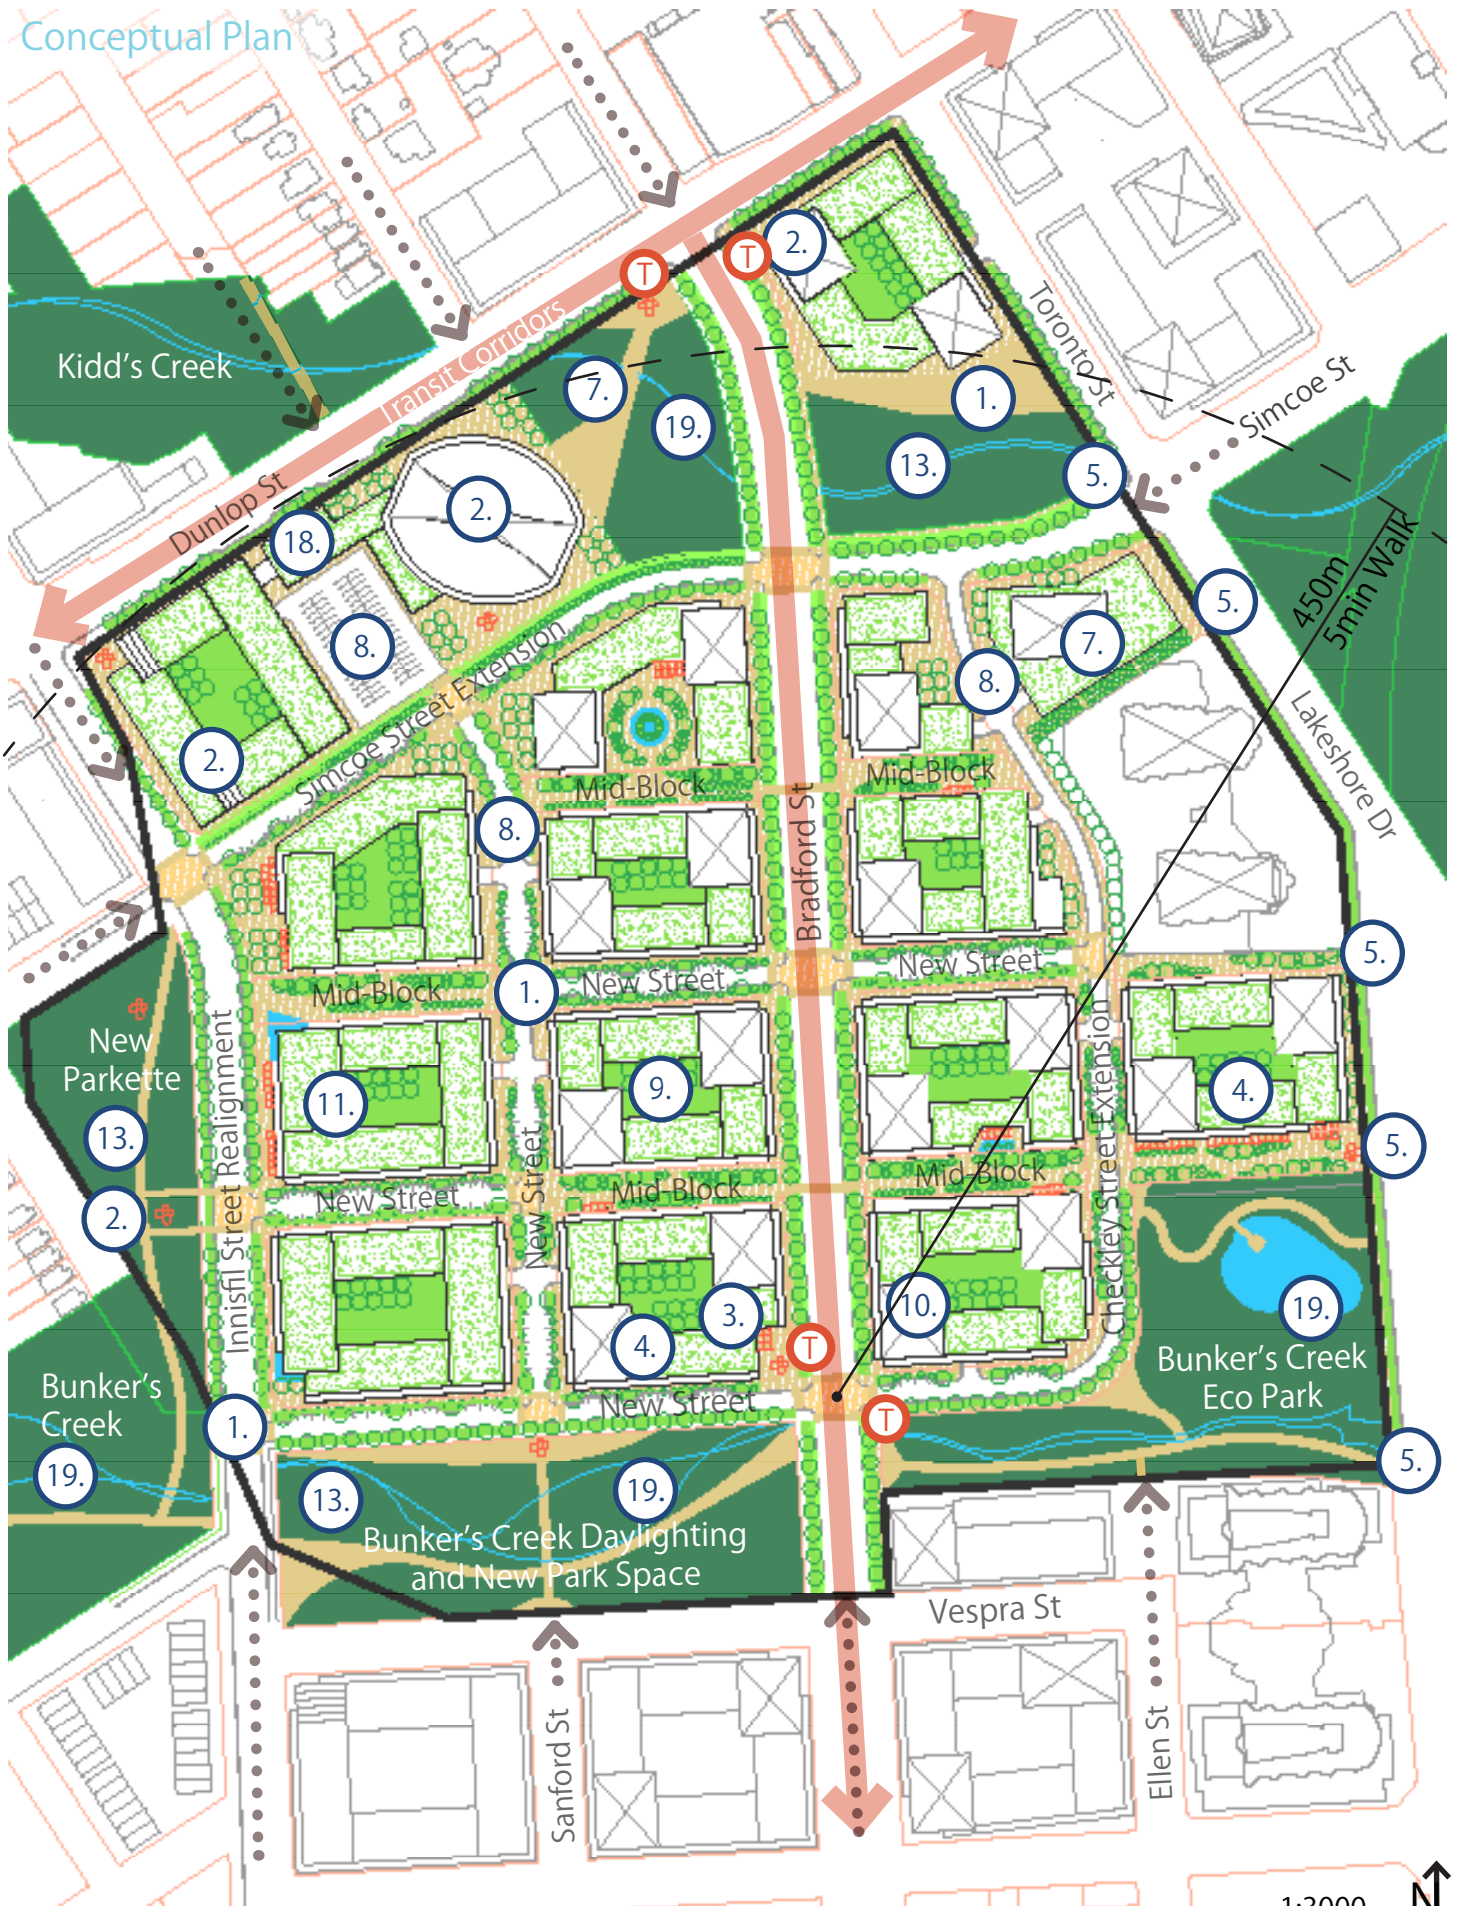 Conceptual Plan
2.
T
T
Toronto St
Transit Corridors
Kidd's Creek
7.
1.
Simcoe St
19.
13.
5.
Dunlop St
2.
18.
450m
5min Walk
5.
8.
7.
Simcoe Street Extension
8.
2.
Lakeshore Dr
Mid-Block
Mid-Block
8.
Bradford St
5.
New Street
New Street
Mid-Block
1.
New
Parkette
9.
4.
11.
Innisfil Street Realignment
Checkley Street Extension
13.
5.
New Street
Mid-Block
Mid-Block
New Street
2.
10.
3.
19.
4.
T
Bunker's Creek
Eco Park
Bunker's
Creek
New Street
1.
T
5.
19.
13.
19.
Bunker's Creek Daylighting
and New Park Space
Vespra St
Sanford St
Ellen St
1:3000
N